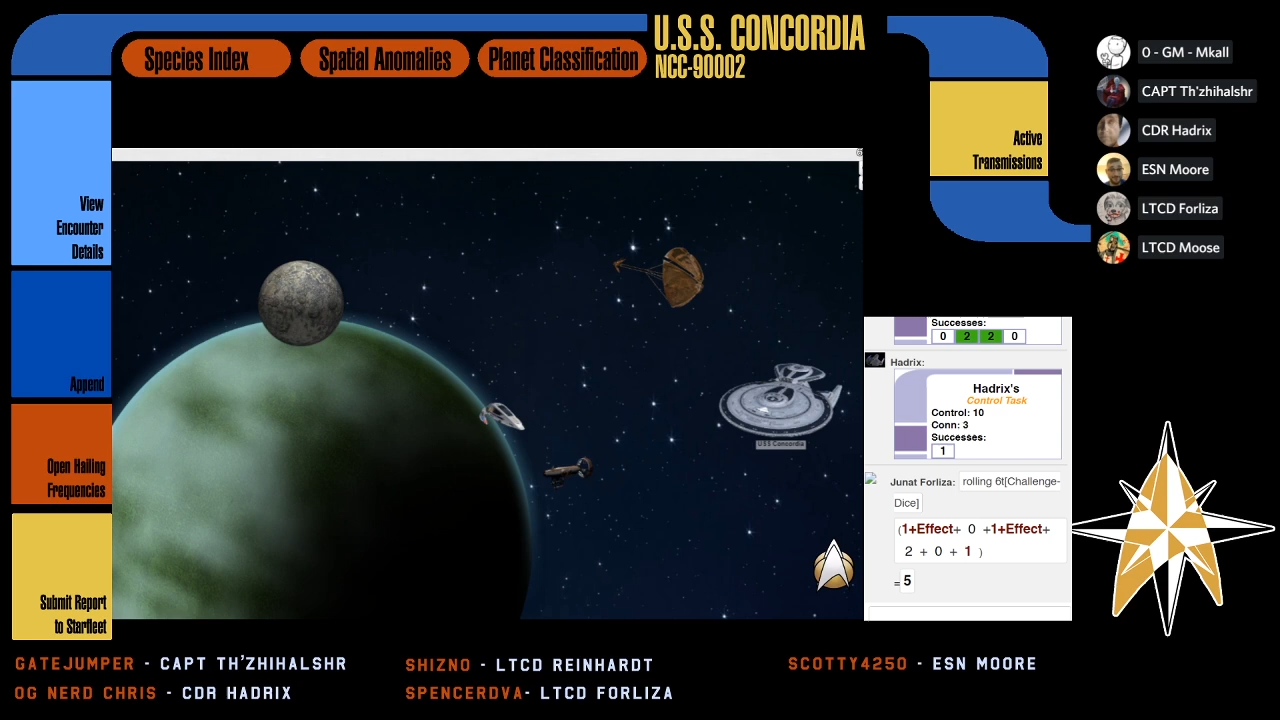 Species Index
Spatial Anomalies
Planet Classification
U.S.S. CONCORDIA
NCC-90002
View
Encounter
Details
Append
Open Hailing
Frequencies
Submit Report
to Starfleet
Active
Transmissions
0 - GM - Mkall
CAPT Th'zhihalshr
CDR Hadrix
ESN Moore
LTCD Forliza
LTCD Moose
USS Concordia
Successes:
0 2 2 0
Hadrix:
Hadrix's
Control Task
Control: 10
Conn: 3
Successes:
1
Junat Forliza: rolling 6t[Challenge-
Dice]
(1+Effect+ 0 +1+Effect+
2 + 0 + 1 )
=5
GATEJUMPER - CAPT TH'ZHIHALSHR
OG NERD CHRIS - CDR HADRIX
SHIZNO - LTCD REINHARDT
SPENCERDVA- LTCD FORLIZA
SCOTTY4250 - ESN MOORE